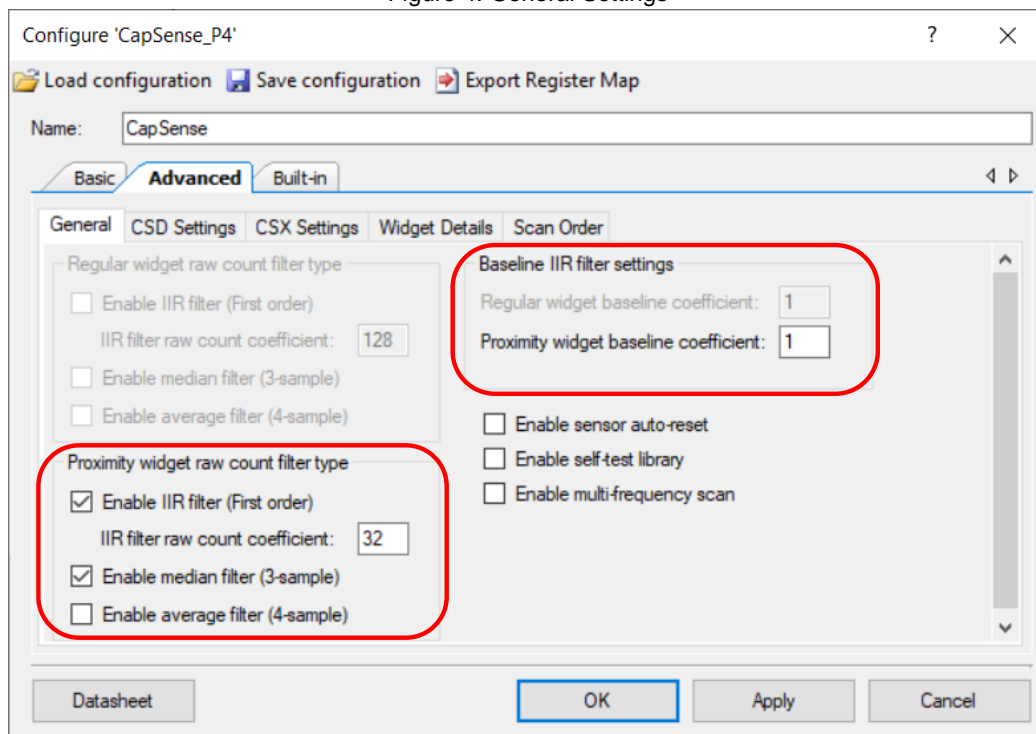 Configure 'CapSense_P4'
?
Load configuration Save configuration Export Register Map
Name: CapSense
Basic Advanced Built-in
General CSD Settings CSX Settings Widget Details Scan Order
Regular widget raw count filter type
Enable IIR filter (First order)
IIR filter raw count coefficient: 128
Enable median filter (3-sample)
Enable average filter (4-sample)
Proximity widget raw count filter type
Enable IIR filter (First order)
IIR filter raw count coefficient: 32
Enable median filter (3-sample)
Enable average filter (4-sample)
Baseline IIR filter settings
Regular widget baseline coefficient: 1
Proximity widget baseline coefficient: 1
Enable sensor auto-reset
Enable self-test library
Enable multi-frequency scan
Datasheet OK Apply Cancel